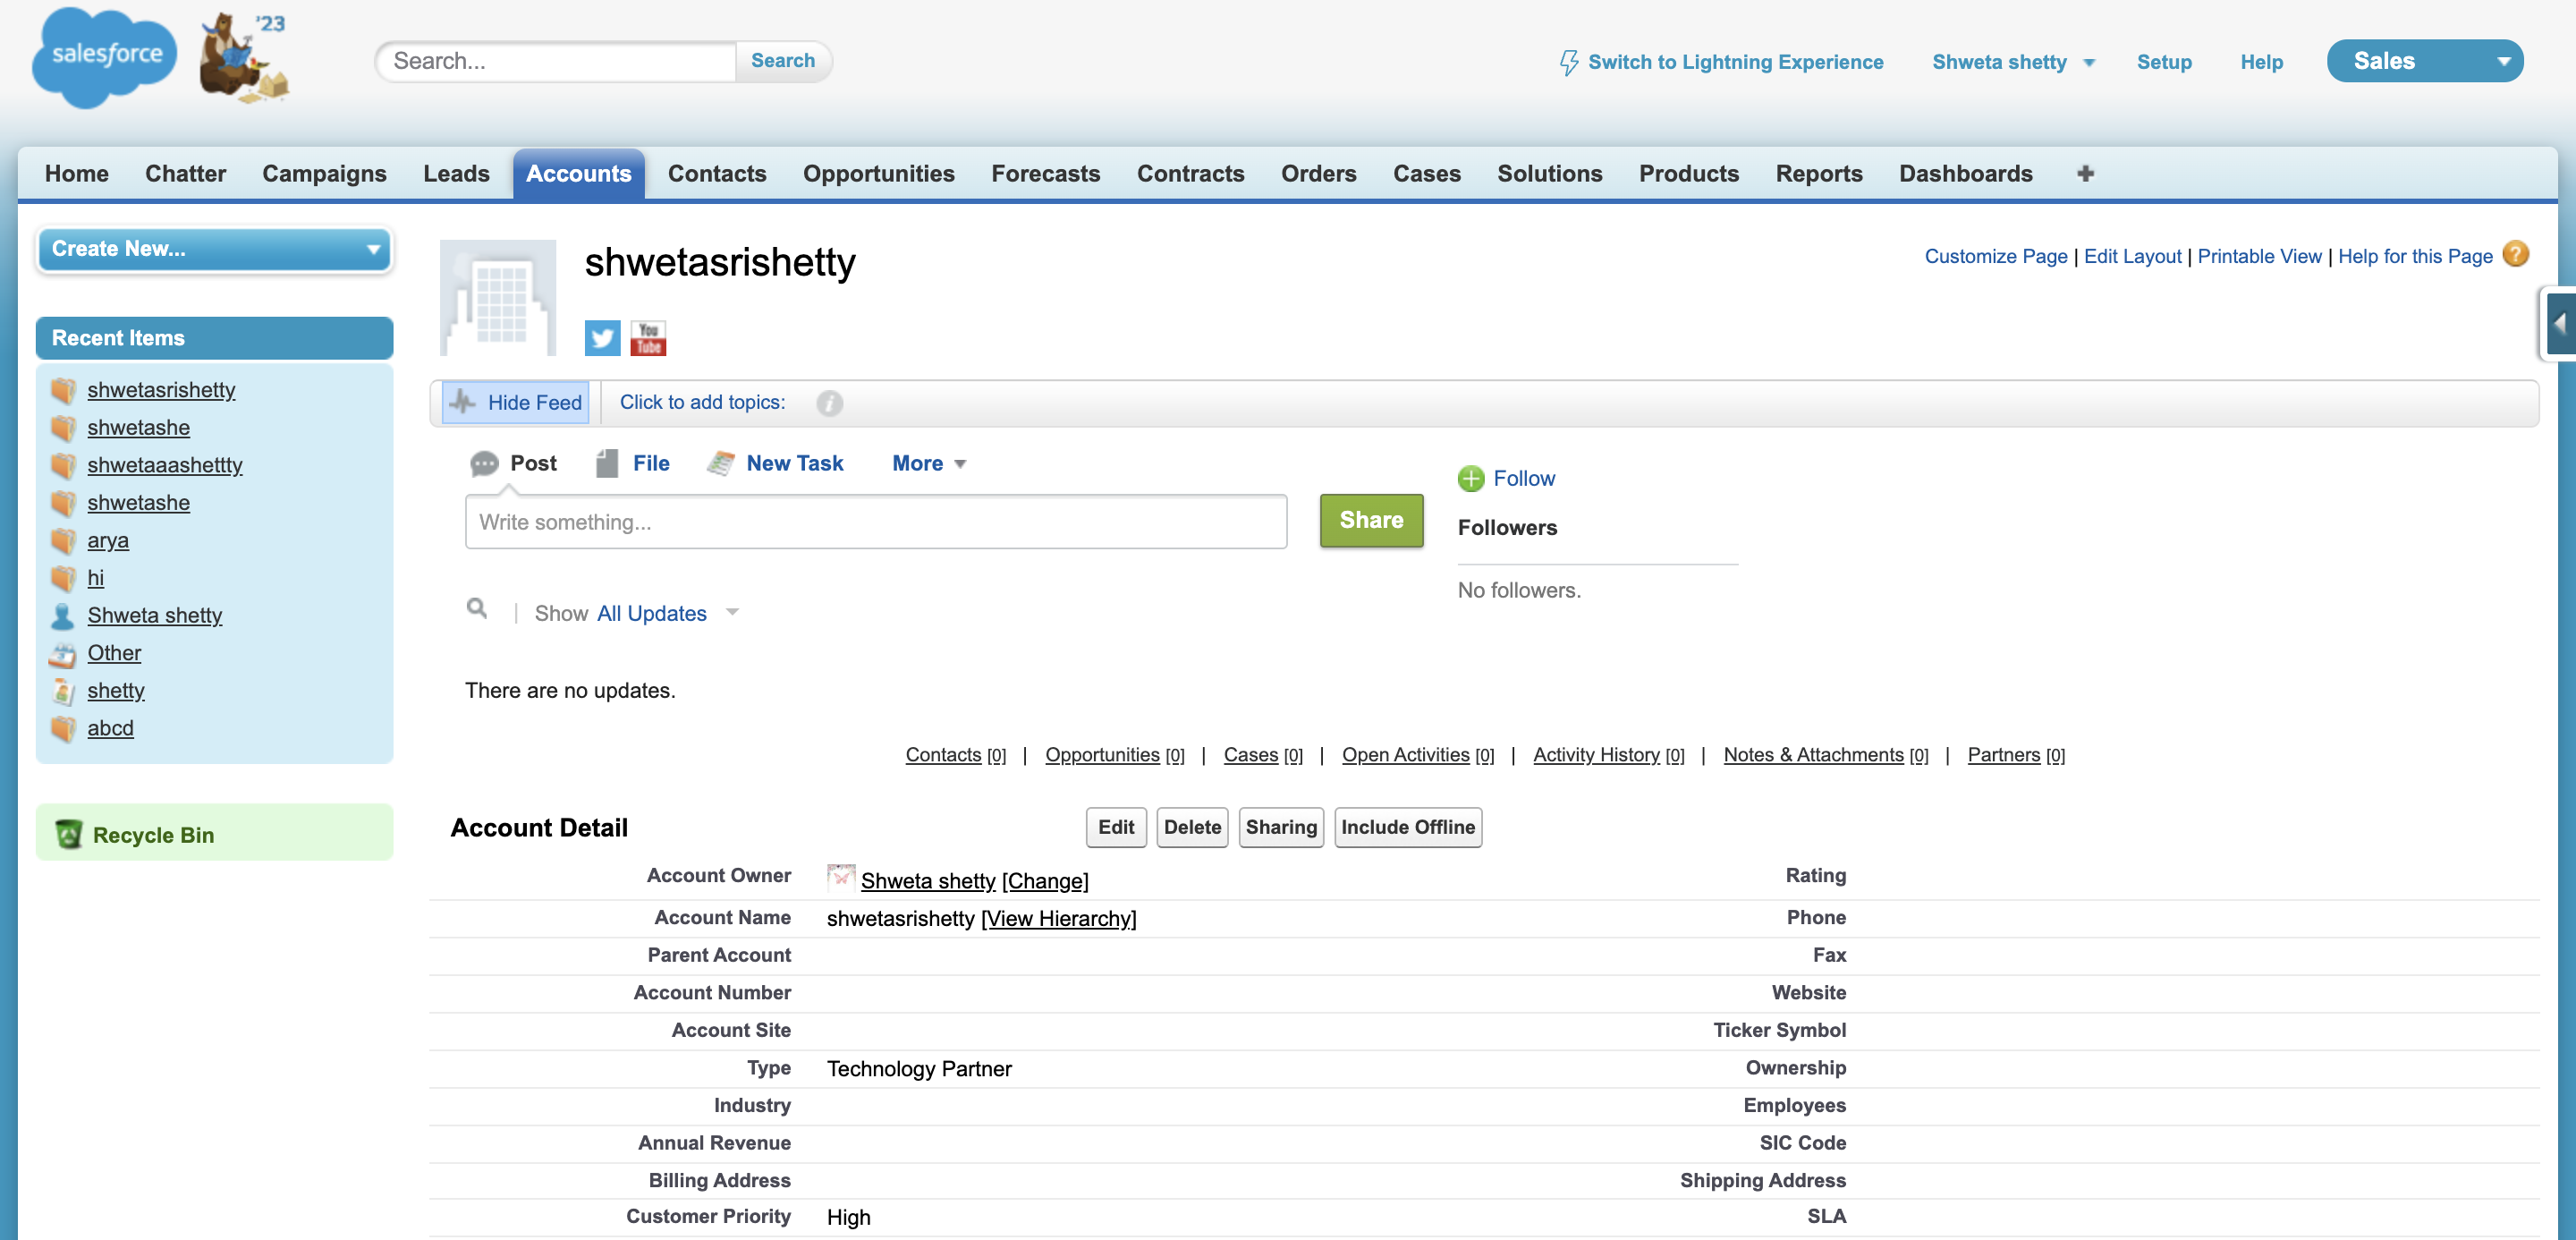 salesforce
'23
Search...
Search
Switch to Lightning Experience
Shweta shetty
Setup
Help
Sales
Home Chatter Campaigns Leads Accounts Contacts Opportunities Forecasts Contracts Orders Cases Solutions Products Reports Dashboards +
Create New...
Recent Items
shwetasrishetty
shwetashe
shwetaaashettty
shwetashe
arya
hi
Shweta shetty
Other
shetty
abcd
Recycle Bin
shwetasrishetty
Customize Page | Edit Layout | Printable View | Help for this Page ?
You
Tube
Hide Feed
Click to add topics: i
Post File New Task More
Write something...
Share
Follow
Followers
No followers.
Show All Updates
There are no updates.
Contacts [0] | Opportunities [0] | Cases [0] | Open Activities [0] | Activity History [0] | Notes & Attachments [0] | Partners [0]
Account Detail
Edit Delete Sharing Include Offline
Account Owner Shweta shetty [Change] Rating
Account Name shwetasrishetty [View Hierarchy] Phone
Parent Account Fax
Account Number Website
Account Site Ticker Symbol
Type Technology Partner Ownership
Industry Employees
Annual Revenue SIC Code
Billing Address Shipping Address
Customer Priority High SLA